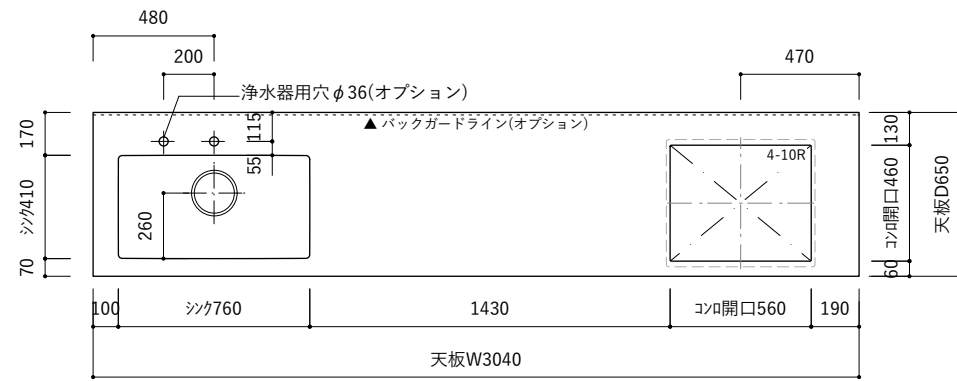 480
200
470
浄水器用穴φ36(オプション)
▲ バックガードライン(オプション)
170
115
130
4-10R
55
シンク410
コンロ開口460
天板D650
260
70
60
100
シンク760
1430
コンロ開口560
190
天板W3040